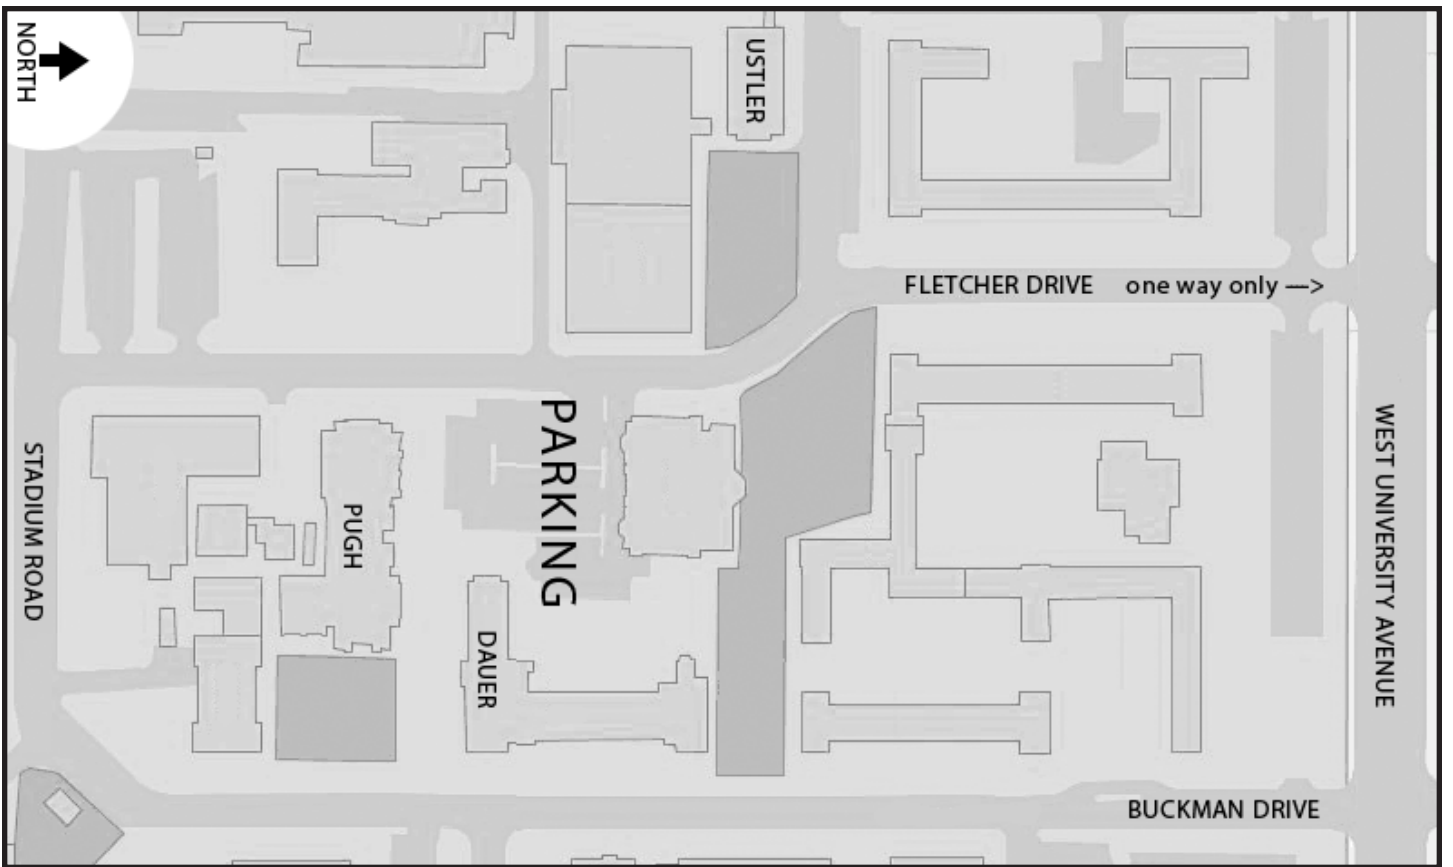 NORTH
USTLER
FLETCHER DRIVE one way only —>
PARKING
STADIUM ROAD
PUGH
DAUER
WEST UNIVERSITY AVENUE
BUCKMAN DRIVE